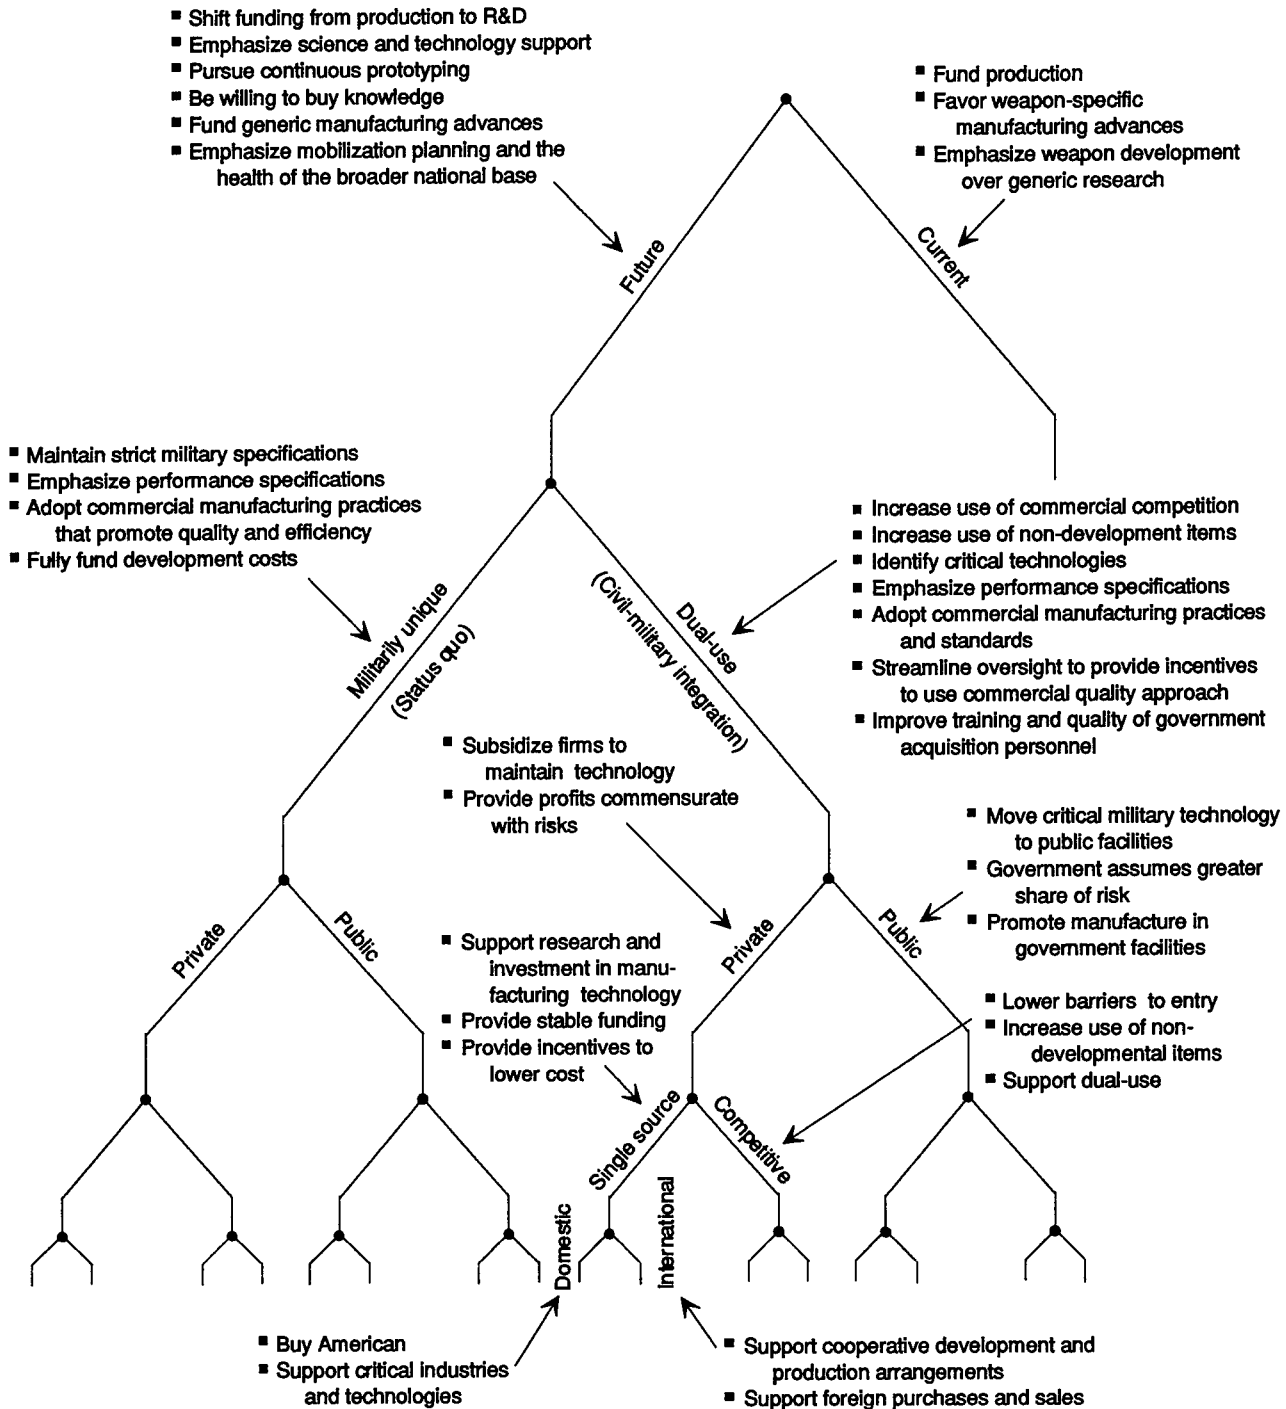 ■ Shift funding from production to R&D
■ Emphasize science and technology support
■ Pursue continuous prototyping
■ Be willing to buy knowledge
■ Fund generic manufacturing advances
■ Emphasize mobilization planning and the
health of the broader national base
■ Fund production
■ Favor weapon-specific
manufacturing advances
■ Emphasize weapon development
over generic research
Future
Current
■ Maintain strict military specifications
■ Emphasize performance specifications
■ Adopt commercial manufacturing practices
that promote quality and efficiency
■ Fully fund development costs
■ Increase use of commercial competition
■ Increase use of non-development items
■ Identify critical technologies
■ Emphasize performance specifications
■ Adopt commercial manufacturing practices
and standards
■ Streamline oversight to provide incentives
to use commercial quality approach
■ Improve training and quality of government
acquisition personnel
Militarily unique
(Status quo)
Dual-use
(Civil-military integration)
■ Subsidize firms to
maintain technology
■ Provide profits commensurate
with risks
■ Move critical military technology
to public facilities
■ Government assumes greater
share of risk
■ Promote manufacture in
government facilities
Private
Public
Private
Public
■ Support research and
investment in manu-
facturing technology
■ Provide stable funding
■ Provide incentives to
lower cost
■ Lower barriers to entry
■ Increase use of non-
developmental items
■ Support dual-use
Single source
Competitive
Domestic
International
■ Buy American
■ Support critical industries
and technologies
■ Support cooperative development and
production arrangements
■ Support foreign purchases and sales